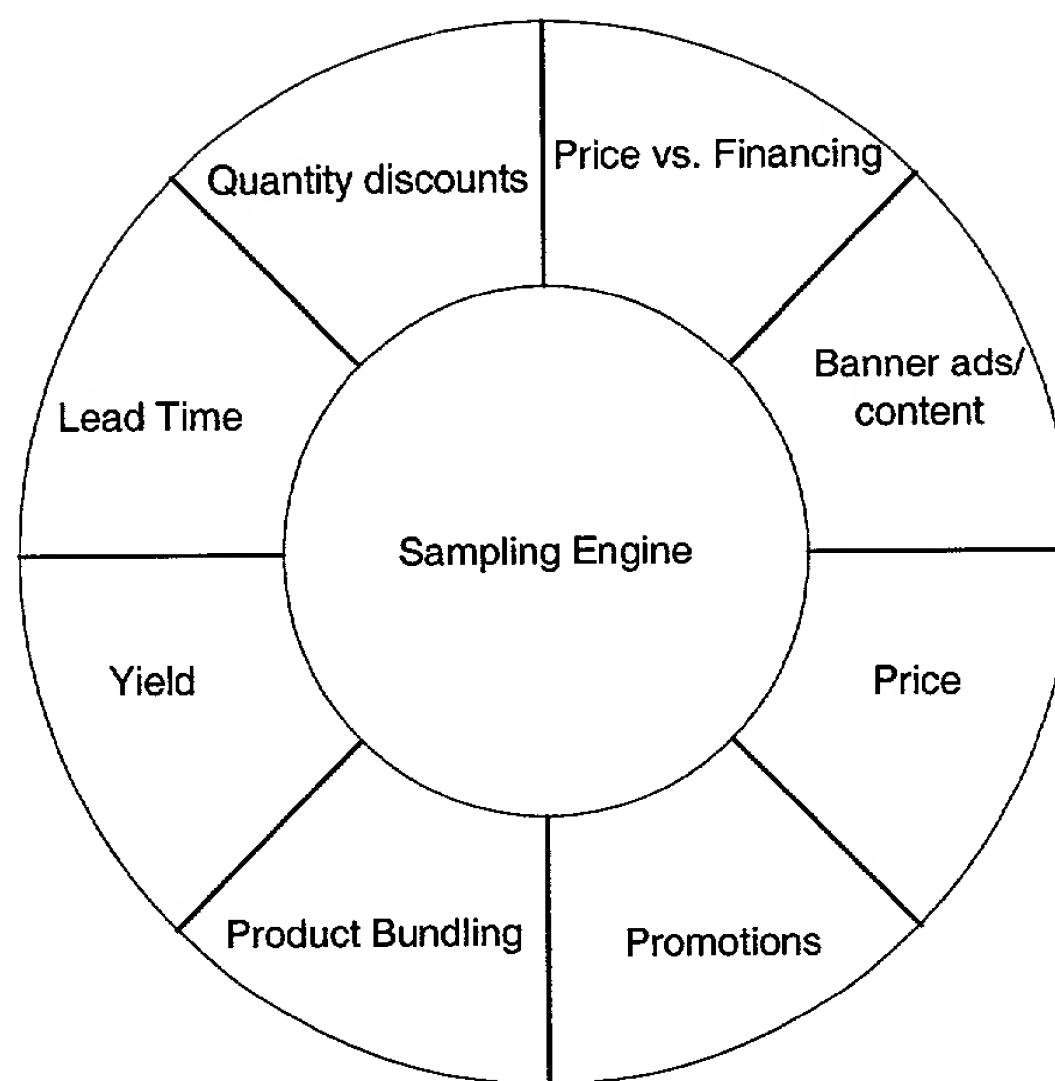 Quantity discounts
Price vs. Financing
Banner ads/
content
Lead Time
Sampling Engine
Yield
Price
Product Bundling
Promotions